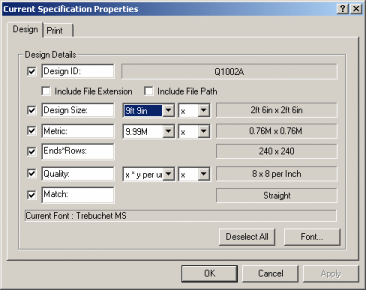 Current Specification Properties
Design Print
Design Details
Design ID: Q1002A
Include File Extension Include File Path
Design Size: 9ft 9in x 2ft 6in x 2ft 6in
Metric: 9.99M x 0.76M x 0.76M
Ends*Rows: 240 x 240
Quality: x * y per u x 8 x 8 per Inch
Match: Straight
Current Font : Trebuchet MS
Deselect All Font...
OK Cancel Apply